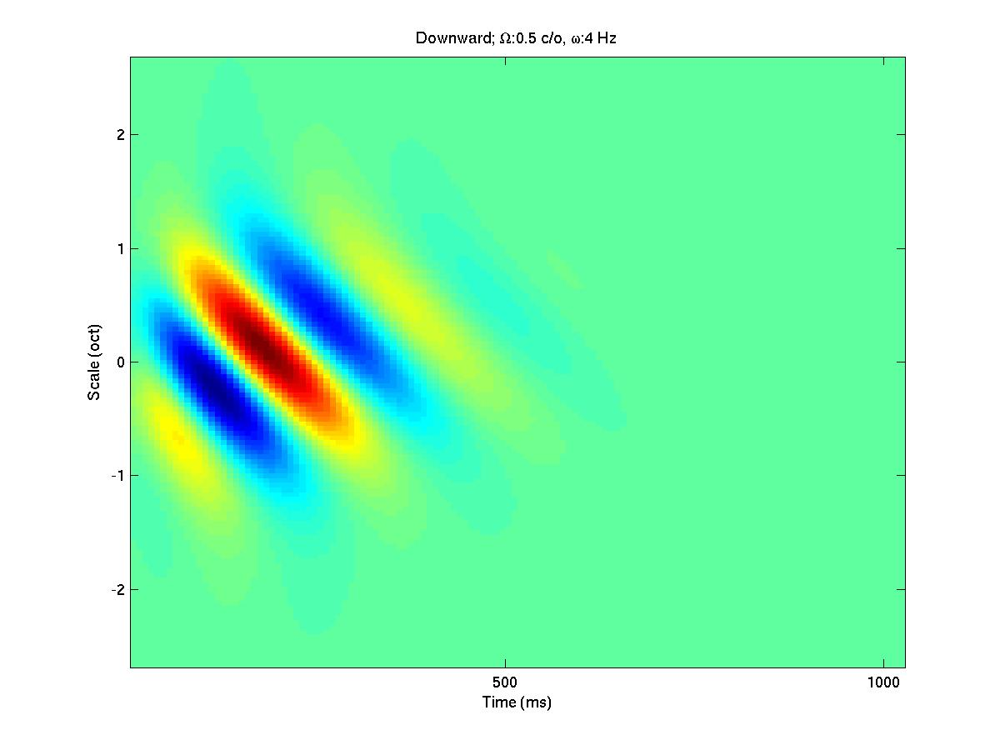 Downward; Ω:0.5 c/o, ω:4 Hz
2
1
0
-1
-2
Scale (oct)
500
1000
Time (ms)